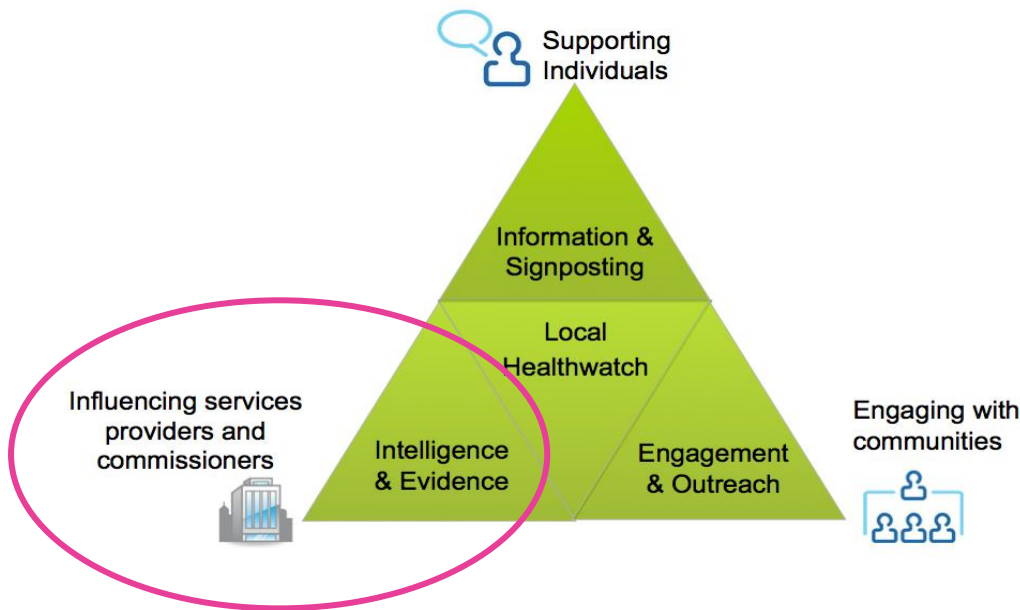 Supporting
Individuals
Information &
Signposting
Local
Healthwatch
Influencing services
providers and
commissioners
Intelligence
& Evidence
Engagement
& Outreach
Engaging with
communities